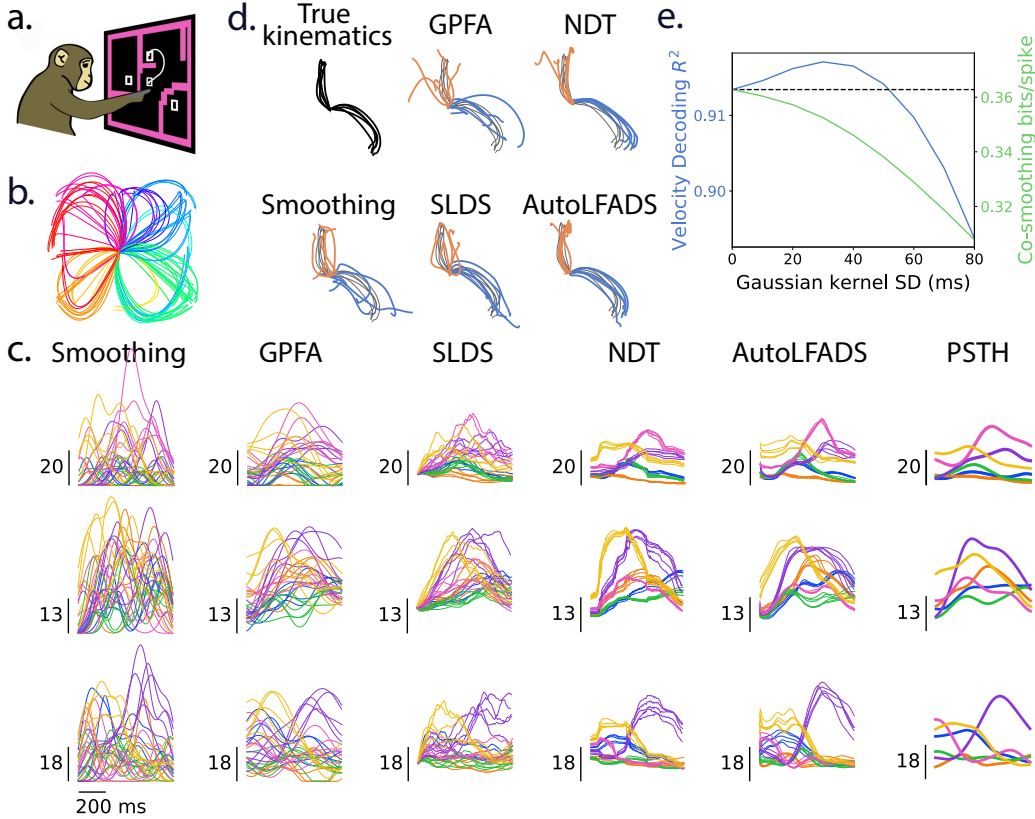 a.
b.
d.
True kinematics
GPFA
NDT
Smoothing
SLDS
AutoLFADS
e.
Velocity Decoding R²
0.91
0.90
0.36
0.34
0.32
Co-smoothing bits/spike
0 20 40 60 80
Gaussian kernel SD (ms)
c.
Smoothing GPFA SLDS NDT AutoLFADS PSTH
20 20 20 20 20 20
13 13 13 13 13 13
18 18 18 18 18 18
200 ms